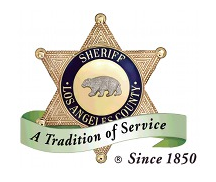 SHERIFF
LOS ANGELES COUNTY
A Tradition of Service
® Since 1850